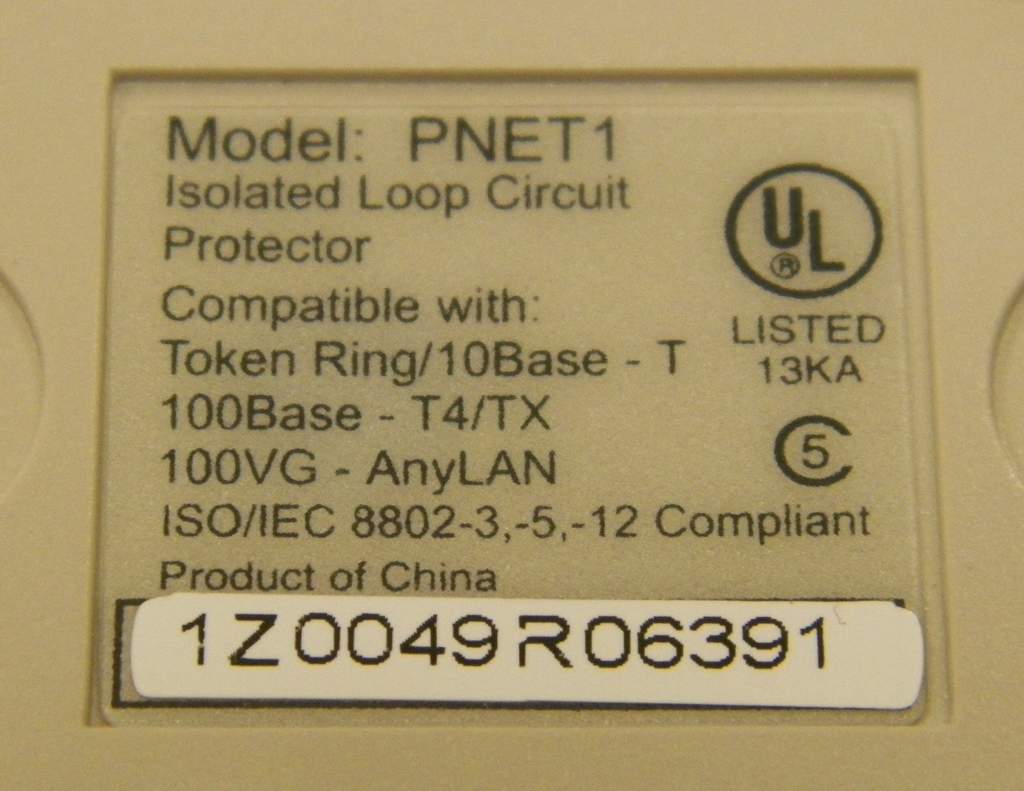 Model: PNET1
Isolated Loop Circuit
Protector
Compatible with:
Token Ring/10Base - T
100Base - T4/TX
100VG - AnyLAN
ISO/IEC 8802-3,-5,-12 Compliant
Product of China
1Z0049R06391
UL
®
LISTED
13KA
C5